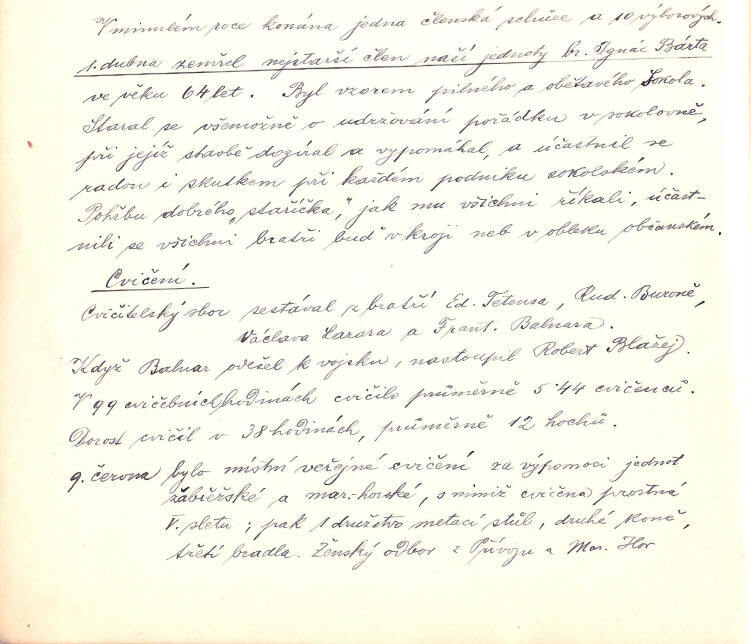 V minulém roce konána jedna členská schůze a 10 výborových.
1. dubna zemřel nejstarší člen naší jednoty br. Ignác Bárta
ve věku 64 let. Byl vzorem pilného a obětavého Sokola.
Staral se všemožně o udržování pořádku v sokolovně,
při jejíž stavbě dozíral a vypomáhal, a účastnil se
radou i skutkem při každém podniku sokolském.
Pohřbu dobrého „staříčka", jak mu všichni říkali, účast-
nili se všichni bratři buď v kroji neb v obleku občanském.
Cvičení.
Cvičitelský sbor sestával z bratří Ed. Tetensa, Rud. Buroně,
Václava Lazara a Frant. Balnara.
Když Balnar odešel k vojsku, nastoupil Robert Blažej.
V 99 cvičebních hodinách cvičilo průměrně 5·44 cvičenců.
Dorost cvičil v 38 hodinách, průměrně 12 hochů.
9. června bylo místní veřejné cvičení za výpomoci jednot
zábřežské a mar.-horské, s nimiž cvičena prostná
V. sletu; pak 1 družstvo metací stůl, druhé koně,
třetí bradla. Ženský odbor z Přívozu a Mar. Hor